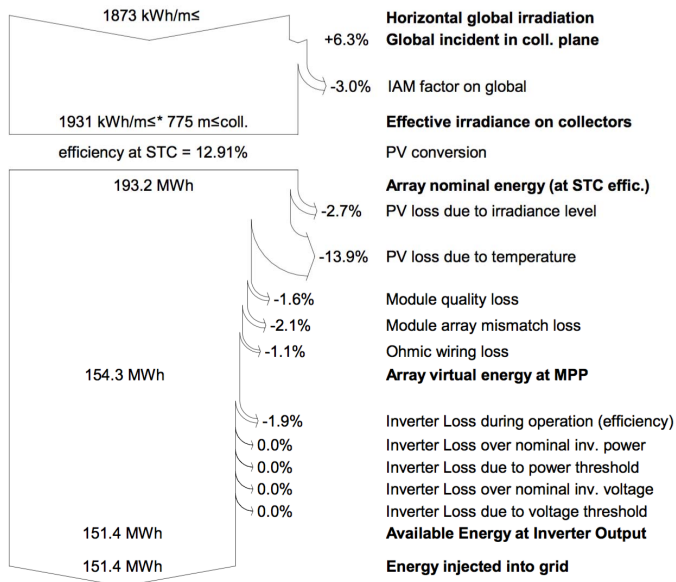 1873 kWh/m≤ Horizontal global irradiation
+6.3% Global incident in coll. plane
-3.0% IAM factor on global
1931 kWh/m≤* 775 m≤coll. Effective irradiance on collectors
efficiency at STC = 12.91% PV conversion
193.2 MWh Array nominal energy (at STC effic.)
-2.7% PV loss due to irradiance level
-13.9% PV loss due to temperature
-1.6% Module quality loss
-2.1% Module array mismatch loss
-1.1% Ohmic wiring loss
154.3 MWh Array virtual energy at MPP
-1.9% Inverter Loss during operation (efficiency)
0.0% Inverter Loss over nominal inv. power
0.0% Inverter Loss due to power threshold
0.0% Inverter Loss over nominal inv. voltage
0.0% Inverter Loss due to voltage threshold
151.4 MWh Available Energy at Inverter Output
151.4 MWh Energy injected into grid